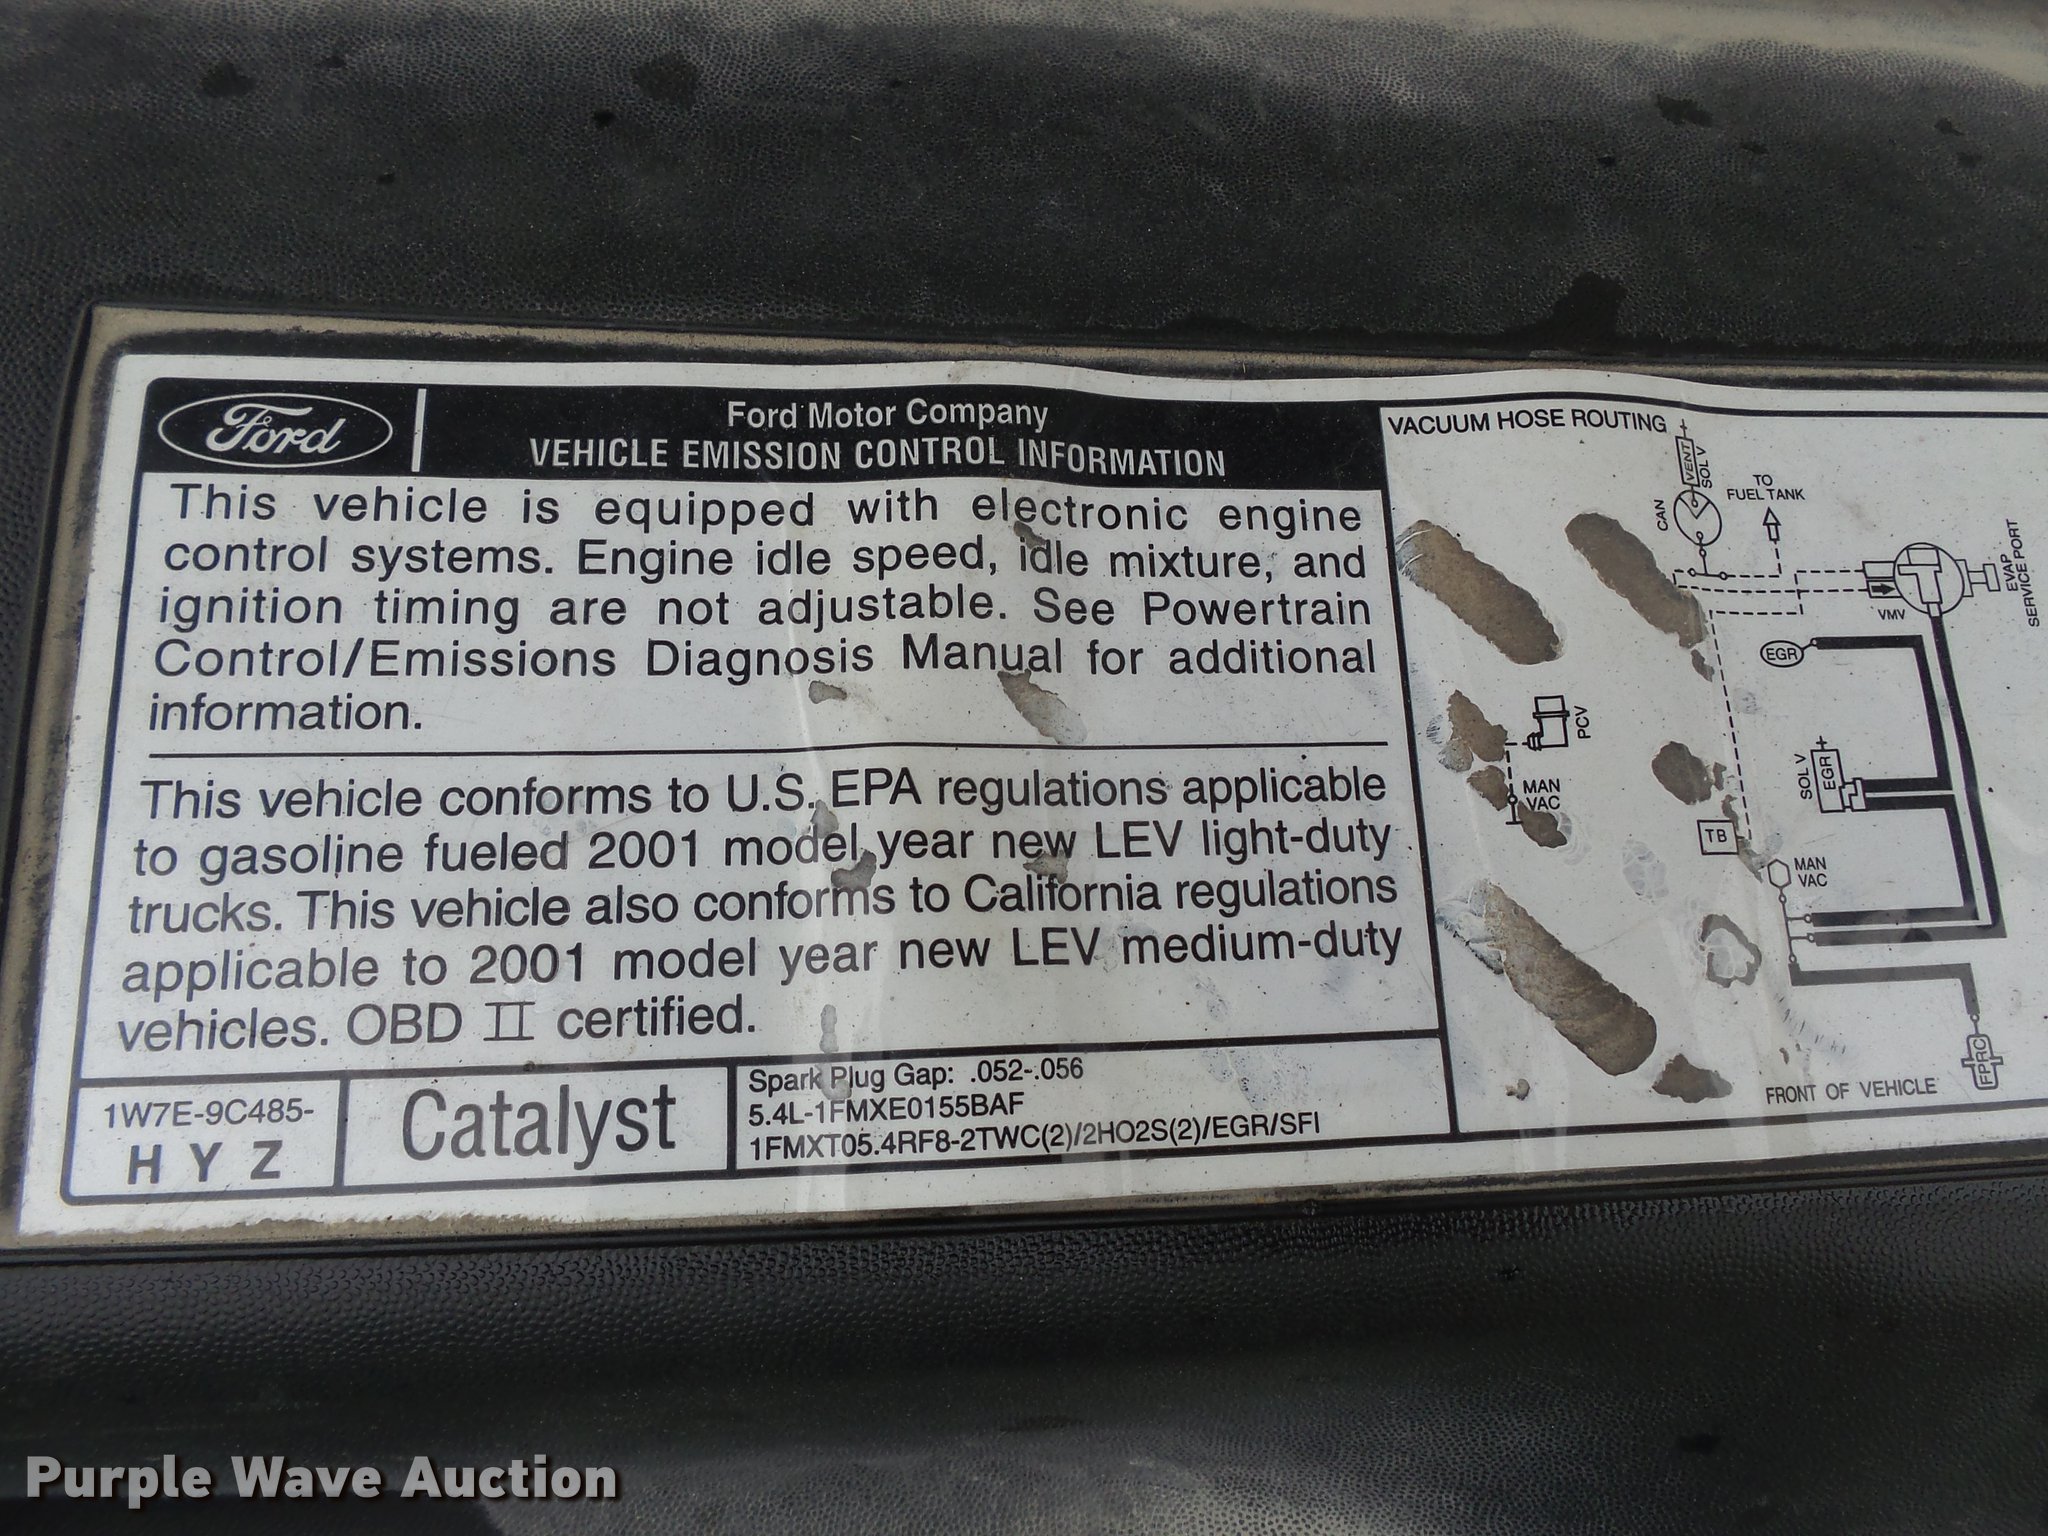 Ford
Ford Motor Company
VEHICLE EMISSION CONTROL INFORMATION
This vehicle is equipped with electronic engine
control systems. Engine idle speed, idle mixture, and
ignition timing are not adjustable. See Powertrain
Control/Emissions Diagnosis Manual for additional
information.
This vehicle conforms to U.S. EPA regulations applicable
to gasoline fueled 2001 model year new LEV light-duty
trucks. This vehicle also conforms to California regulations
applicable to 2001 model year new LEV medium-duty
vehicles. OBD II certified.
1W7E-9C485-
H Y Z
Catalyst
Spark Plug Gap: .052-.056
5.4L-1FMXE0155BAF
1FMXT05.4RF8-2TWC(2)/2HO2S(2)/EGR/SFI
VACUUM HOSE ROUTING
VENT
SOL V
CAN
TO
FUEL TANK
VMV
EVAP
SERVICE PORT
EGR
PCV
MAN
VAC
SOL V
EGR
TB
MAN
VAC
FPRC
FRONT OF VEHICLE
Purple Wave Auction